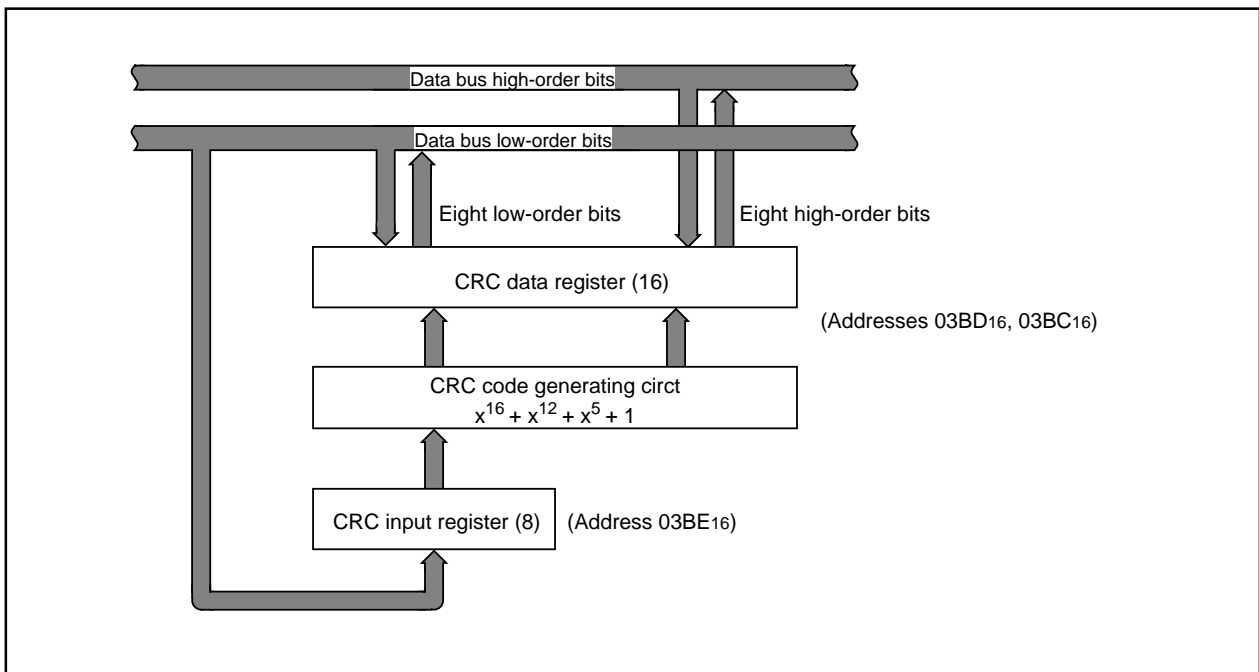 Data bus high-order bits
Data bus low-order bits
Eight low-order bits
Eight high-order bits
CRC data register (16)
(Addresses 03BD16, 03BC16)
CRC code generating circt
x16 + x12 + x5 + 1
CRC input register (8)
(Address 03BE16)